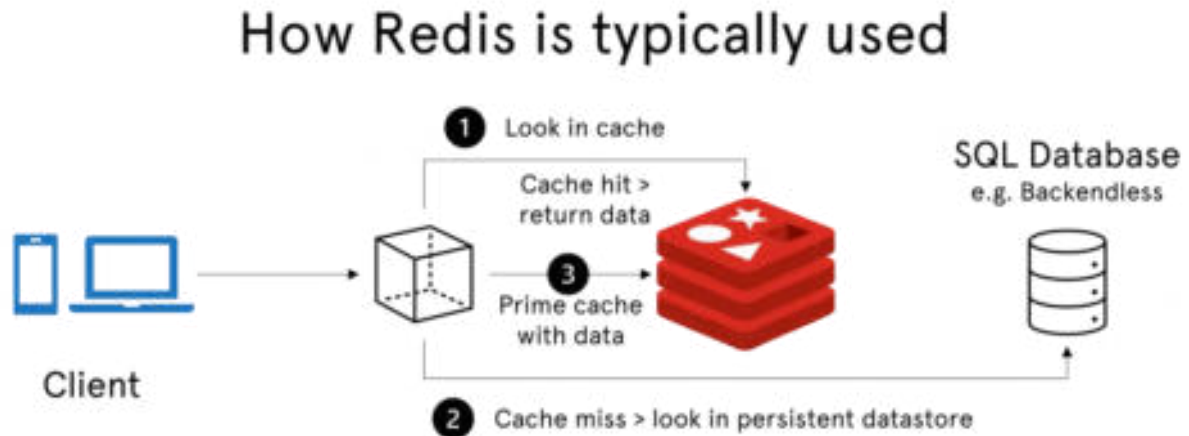 How Redis is typically used
1 Look in cache
Cache hit >
return data
SQL Database
e.g. Backendless
3
Prime cache
with data
Client
2 Cache miss > look in persistent datastore